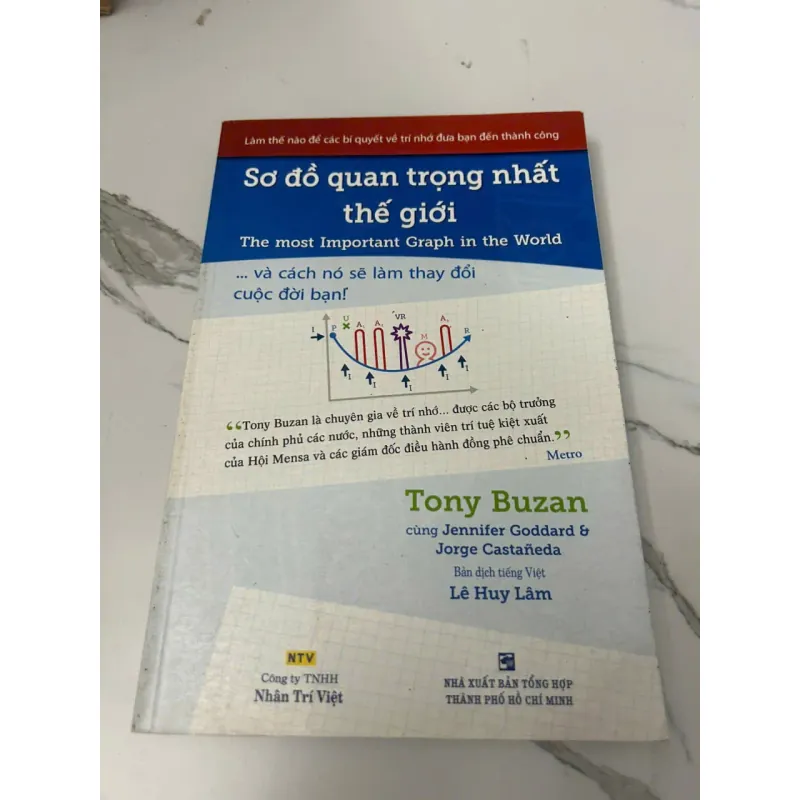 Làm thế nào để các bí quyết về trí nhớ đưa bạn đến thành công
Sơ đồ quan trọng nhất
thế giới
The most Important Graph in the World
... và cách nó sẽ làm thay đổi
cuộc đời bạn!
I P U A₁ A₁ VR M A₁ R
I I I I I
“Tony Buzan là chuyên gia về trí nhớ... được các bộ trưởng
của chính phủ các nước, những thành viên trí tuệ kiệt xuất
của Hội Mensa và các giám đốc điều hành đồng phê chuẩn.”
Metro
Tony Buzan
cùng Jennifer Goddard &
Jorge Castañeda
Bản dịch tiếng Việt
Lê Huy Lâm
NTV
Công ty TNHH
Nhân Trí Việt
NHÀ XUẤT BẢN TỔNG HỢP
THÀNH PHỐ HỒ CHÍ MINH